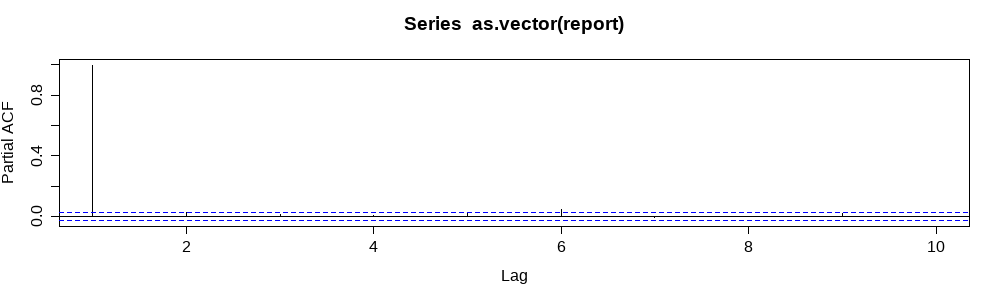 Series  as.vector(report)
Partial ACF
0.8
0.4
0.0
2 4 6 8 10
Lag